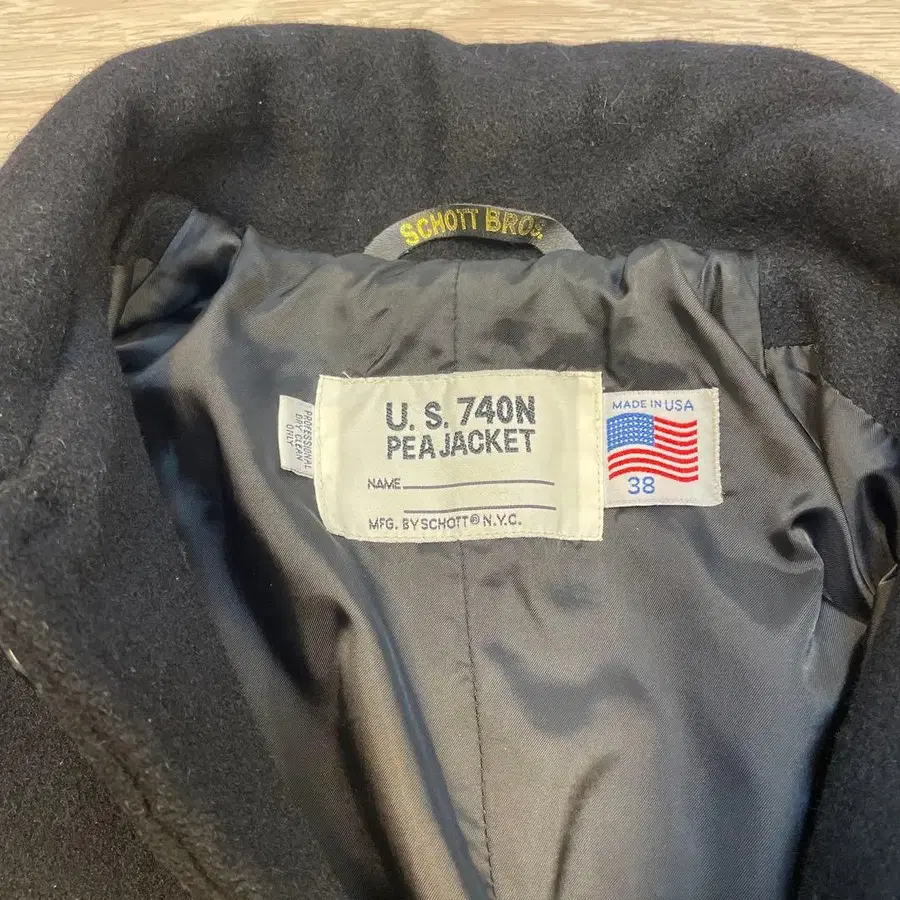 SCHOTT BROS.
U. S. 740N
PEA JACKET
NAME
MFG. BY SCHOTT® N.Y.C.
MADE IN USA
38
PROFESSIONAL
DRY CLEAN
ONLY